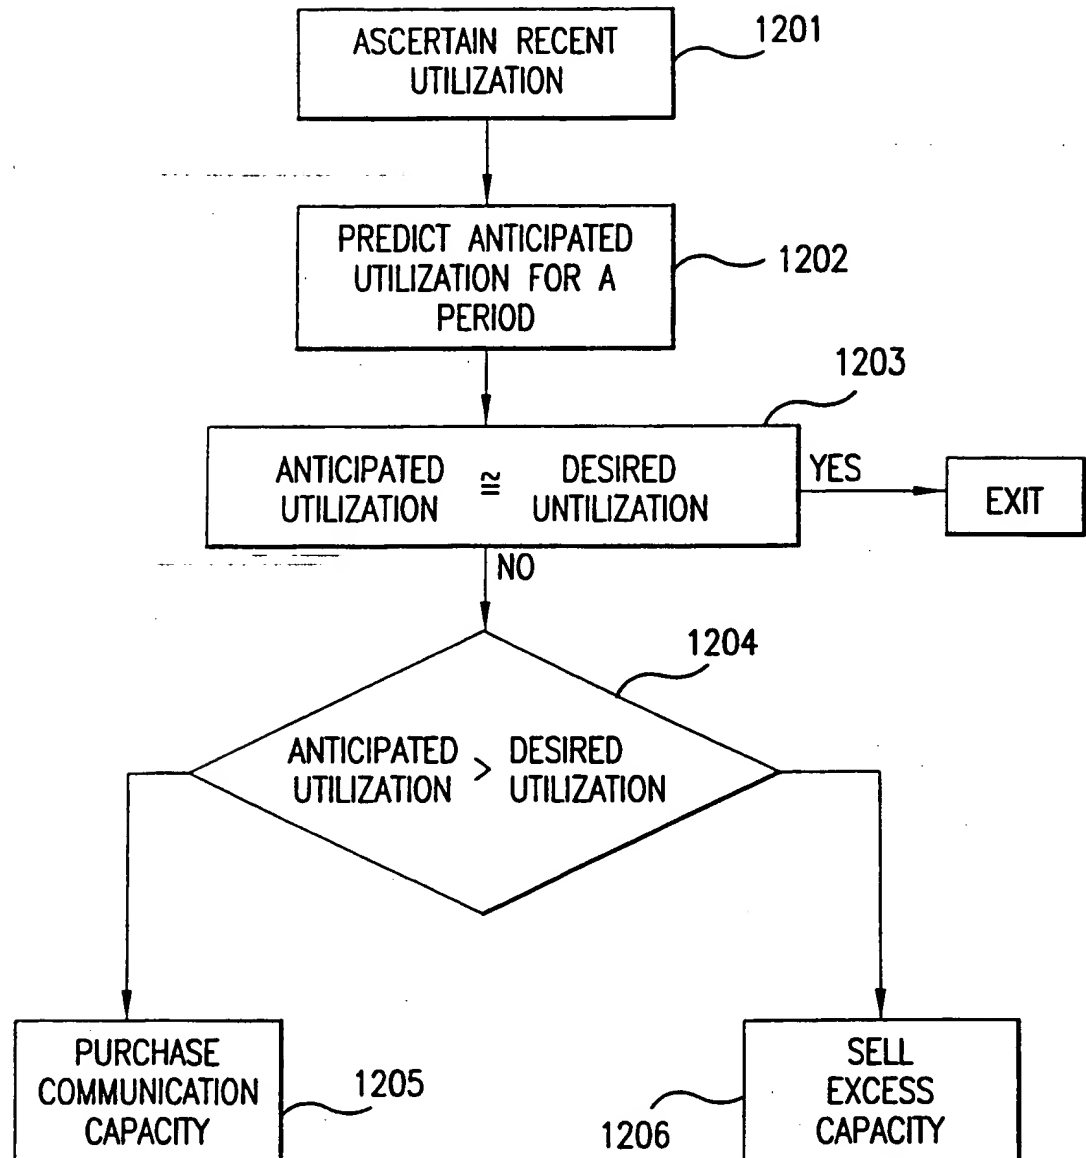 ASCERTAIN RECENT
UTILIZATION
1201
PREDICT ANTICIPATED
UTILIZATION FOR A
PERIOD
1202
1203
ANTICIPATED ≅ DESIRED
UTILIZATION UNTILIZATION
YES
EXIT
NO
1204
ANTICIPATED > DESIRED
UTILIZATION UTILIZATION
PURCHASE
COMMUNICATION
CAPACITY
1205
SELL
EXCESS
CAPACITY
1206